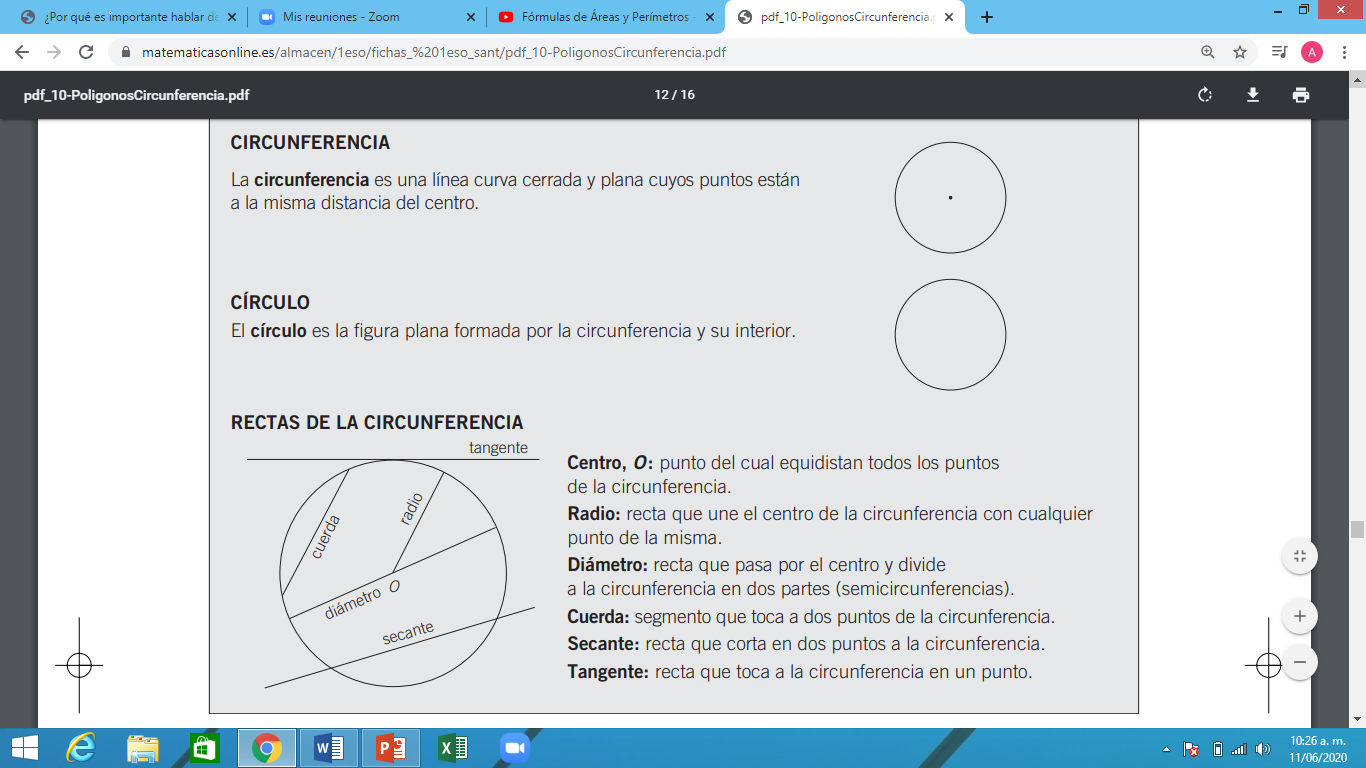 ¿Por qué es importante hablar de
Mis reuniones - Zoom
Fórmulas de Áreas y Perímetros -
pdf_10-PoligonosCircunferencia.p
matematicasonline.es/almacen/1eso/fichas_%201eso_sant/pdf_10-PoligonosCircunferencia.pdf
A
pdf_10-PoligonosCircunferencia.pdf
12 / 16
CIRCUNFERENCIA
La circunferencia es una línea curva cerrada y plana cuyos puntos están
a la misma distancia del centro.
CÍRCULO
El círculo es la figura plana formada por la circunferencia y su interior.
RECTAS DE LA CIRCUNFERENCIA
tangente
cuerda
radio
diámetro O
secante
Centro, O: punto del cual equidistan todos los puntos
de la circunferencia.
Radio: recta que une el centro de la circunferencia con cualquier
punto de la misma.
Diámetro: recta que pasa por el centro y divide
a la circunferencia en dos partes (semicircunferencias).
Cuerda: segmento que toca a dos puntos de la circunferencia.
Secante: recta que corta en dos puntos a la circunferencia.
Tangente: recta que toca a la circunferencia en un punto.
10:26 a. m.
11/06/2020